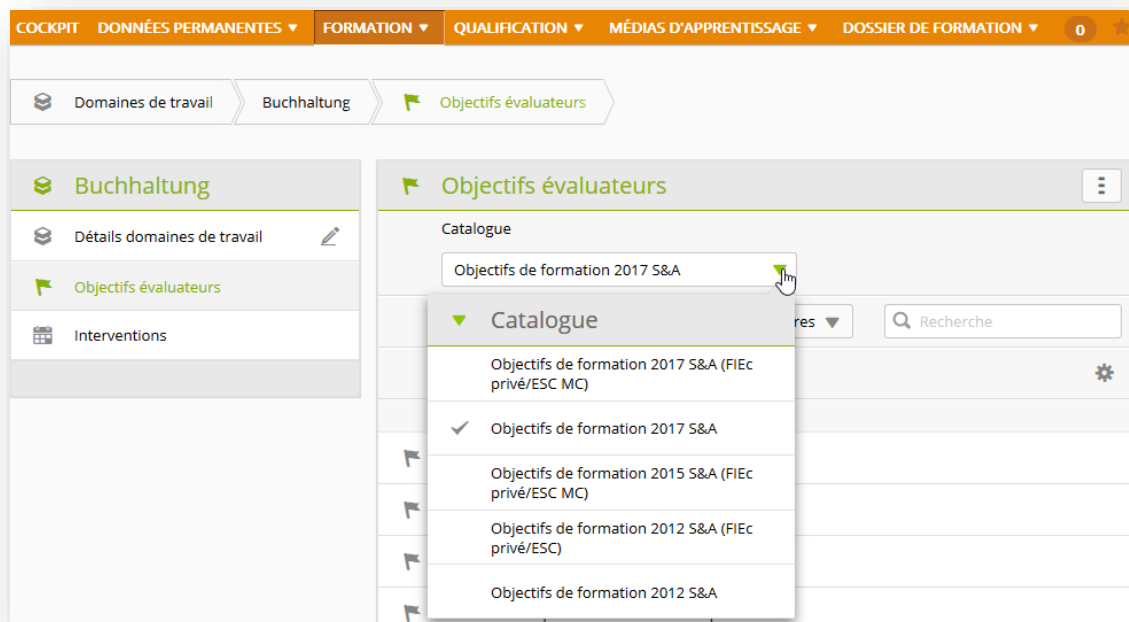 COCKPIT DONNÉES PERMANENTES FORMATION QUALIFICATION MÉDIAS D'APPRENTISSAGE DOSSIER DE FORMATION 0
Domaines de travail Buchhaltung Objectifs évaluateurs
Buchhaltung
Détails domaines de travail
Objectifs évaluateurs
Interventions
Objectifs évaluateurs
Catalogue
Objectifs de formation 2017 S&A
res Recherche
Catalogue
Objectifs de formation 2017 S&A (FIEc
privé/ESC MC)
Objectifs de formation 2017 S&A
Objectifs de formation 2015 S&A (FIEc
privé/ESC MC)
Objectifs de formation 2012 S&A (FIEc
privé/ESC)
Objectifs de formation 2012 S&A